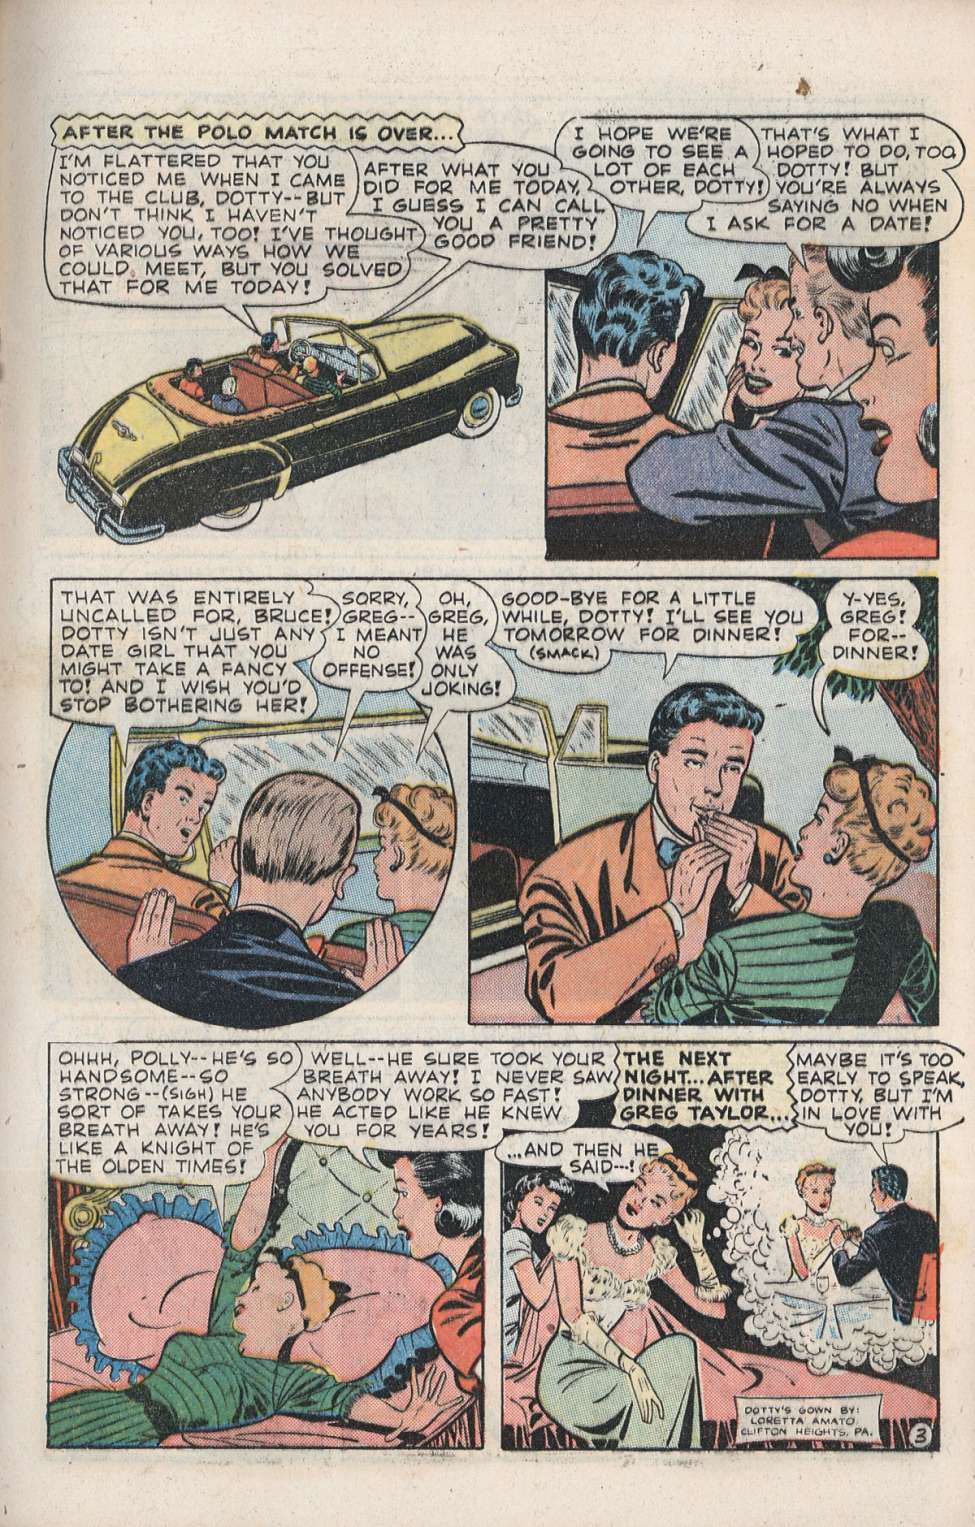 AFTER THE POLO MATCH IS OVER...
I'M FLATTERED THAT YOU
NOTICED ME WHEN I CAME
TO THE CLUB, DOTTY--BUT
DON'T THINK I HAVEN'T
NOTICED YOU, TOO! I'VE THOUGHT
OF VARIOUS WAYS HOW WE
COULD MEET, BUT YOU SOLVED
THAT FOR ME TODAY!
AFTER WHAT YOU
DID FOR ME TODAY,
I GUESS I CAN CALL
YOU A PRETTY
GOOD FRIEND!
I HOPE WE'RE
GOING TO SEE A
LOT OF EACH
OTHER, DOTTY!
THAT'S WHAT I
HOPED TO DO, TOO,
DOTTY! BUT
YOU'RE ALWAYS
SAYING NO WHEN
I ASK FOR A DATE!
THAT WAS ENTIRELY
UNCALLED FOR, BRUCE!
DOTTY ISN'T JUST ANY
DATE GIRL THAT YOU
MIGHT TAKE A FANCY
TO! AND I WISH YOU'D
STOP BOTHERING HER!
SORRY,
GREG--
I MEANT
NO
OFFENSE!
OH,
GREG,
HE
WAS
ONLY
JOKING!
GOOD-BYE FOR A LITTLE
WHILE, DOTTY! I'LL SEE YOU
TOMORROW FOR DINNER!
(SMACK)
Y-YES,
GREG!
FOR--
DINNER!
OHHH, POLLY--HE'S SO
HANDSOME--SO
STRONG--(SIGH) HE
SORT OF TAKES YOUR
BREATH AWAY! HE'S
LIKE A KNIGHT OF
THE OLDEN TIMES!
WELL--HE SURE TOOK YOUR
BREATH AWAY! I NEVER SAW
ANYBODY WORK SO FAST!
HE ACTED LIKE HE KNEW
YOU FOR YEARS!
THE NEXT
NIGHT...AFTER
DINNER WITH
GREG TAYLOR...
...AND THEN HE
SAID---!
MAYBE IT'S TOO
EARLY TO SPEAK,
DOTTY, BUT I'M
IN LOVE WITH
YOU!
DOTTY'S GOWN BY:
LORETTA AMATO
CLIFTON HEIGHTS, PA.
3